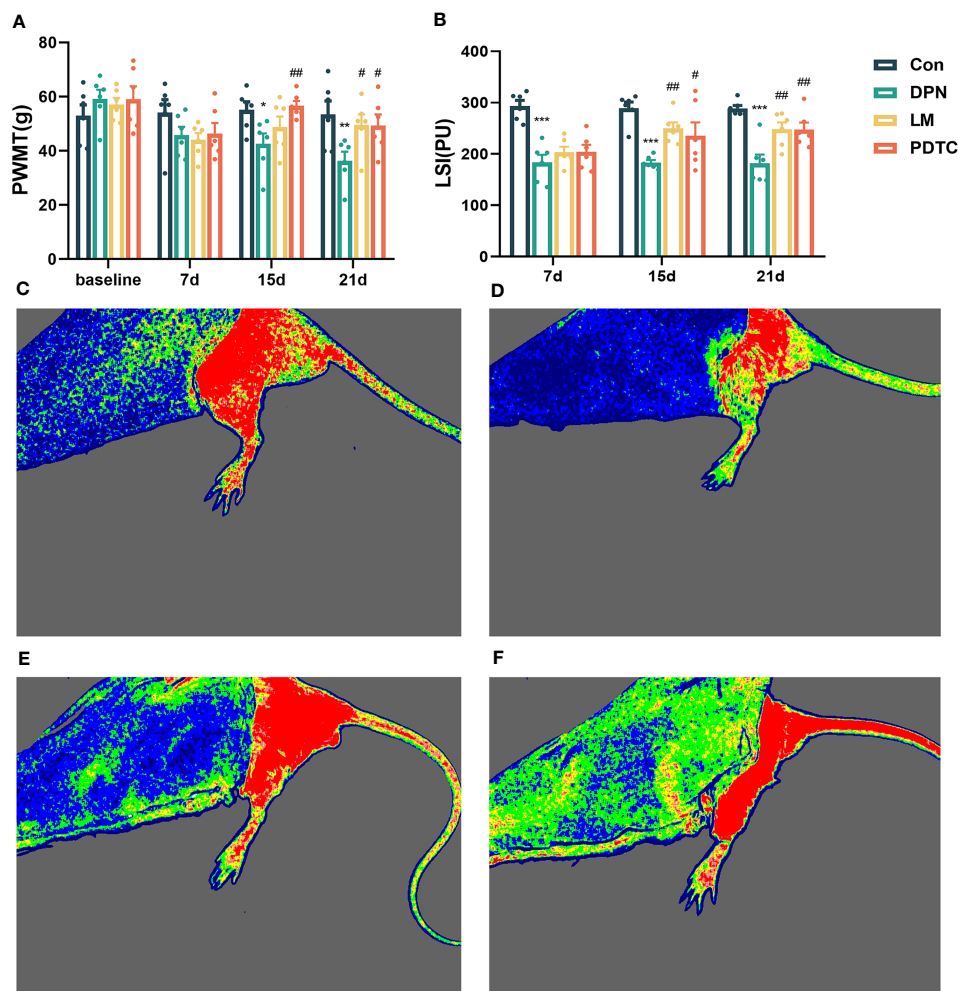 A
PWMT(g)
80
60
40
20
0
*
##
**
#
#
baseline
7d
15d
21d
B
LSI(PU)
400
300
200
100
0
***
***
##
#
***
##
##
7d
15d
21d
Con
DPN
LM
PDTC
C
D
E
F